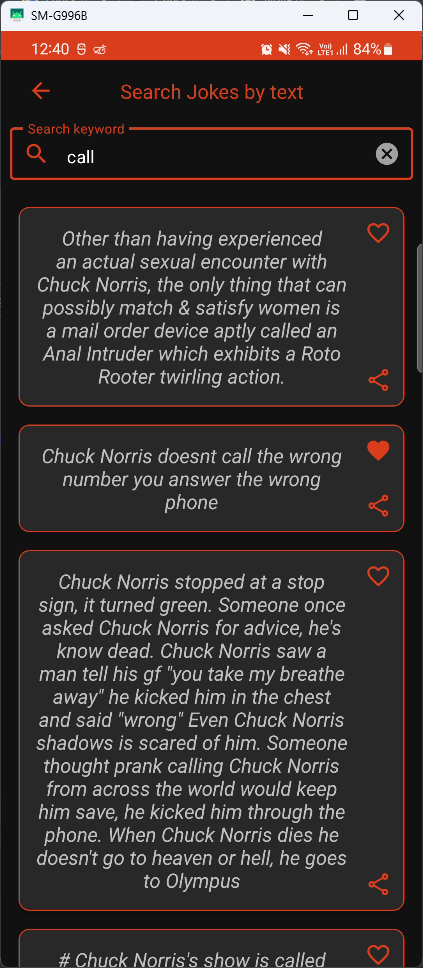 SM-G996B
12:40
Vo))
LTE1
84%
Search Jokes by text
Search keyword
call
Other than having experienced
an actual sexual encounter with
Chuck Norris, the only thing that can
possibly match & satisfy women is
a mail order device aptly called an
Anal Intruder which exhibits a Roto
Rooter twirling action.
Chuck Norris doesnt call the wrong
number you answer the wrong
phone
Chuck Norris stopped at a stop
sign, it turned green. Someone once
asked Chuck Norris for advice, he's
know dead. Chuck Norris saw a
man tell his gf "you take my breathe
away" he kicked him in the chest
and said "wrong" Even Chuck Norris
shadows is scared of him. Someone
thought prank calling Chuck Norris
from across the world would keep
him save, he kicked him through the
phone. When Chuck Norris dies he
doesn't go to heaven or hell, he goes
to Olympus
# Chuck Norris's show is called